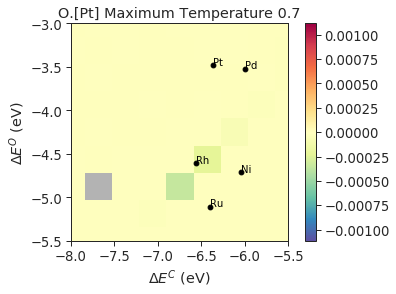 O.[Pt] Maximum Temperature 0.7
−3.0
−3.5
−4.0
−4.5
−5.0
−5.5
ΔE^O (eV)
Pt
Pd
Rh
Ni
Ru
−8.0 −7.5 −7.0 −6.5 −6.0 −5.5
ΔE^C (eV)
0.00100
0.00075
0.00050
0.00025
0.00000
−0.00025
−0.00050
−0.00075
−0.00100